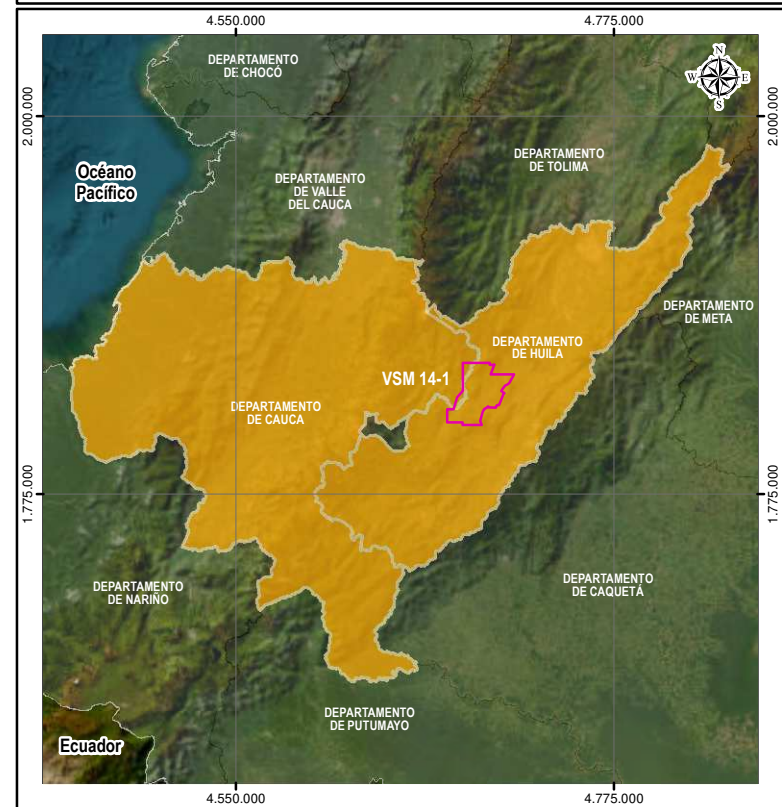 4.550.000
4.775.000
DEPARTAMENTO
DE CHOCÓ
N
W
E
S
2.000.000
2.000.000
DEPARTAMENTO
DE TOLIMA
Océano
Pacífico
DEPARTAMENTO
DE VALLE
DEL CAUCA
DEPARTAMENTO
DE META
DEPARTAMENTO
DE HUILA
VSM 14-1
DEPARTAMENTO
DE CAUCA
1.775.000
1.775.000
DEPARTAMENTO
DE NARIÑO
DEPARTAMENTO
DE CAQUETÁ
DEPARTAMENTO
DE PUTUMAYO
Ecuador
4.550.000
4.775.000